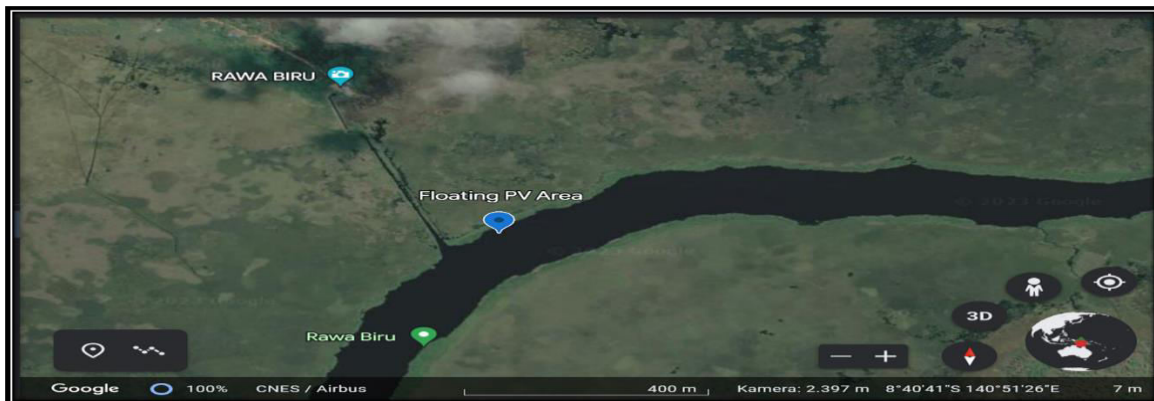 RAWA BIRU
Floating PV Area
© 2023 Google
Rawa Biru
3D
Google 100% CNES / Airbus 400 m Kamera: 2.397 m 8°40'41"S 140°51'26"E 7 m